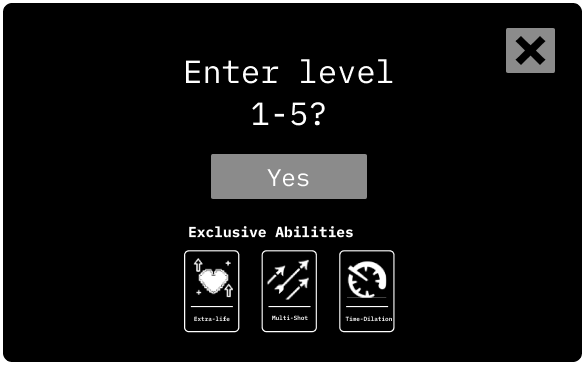 Enter level
1-5?
Yes
Exclusive Abilities
Extra-life
Multi-Shot
Time-Dilation